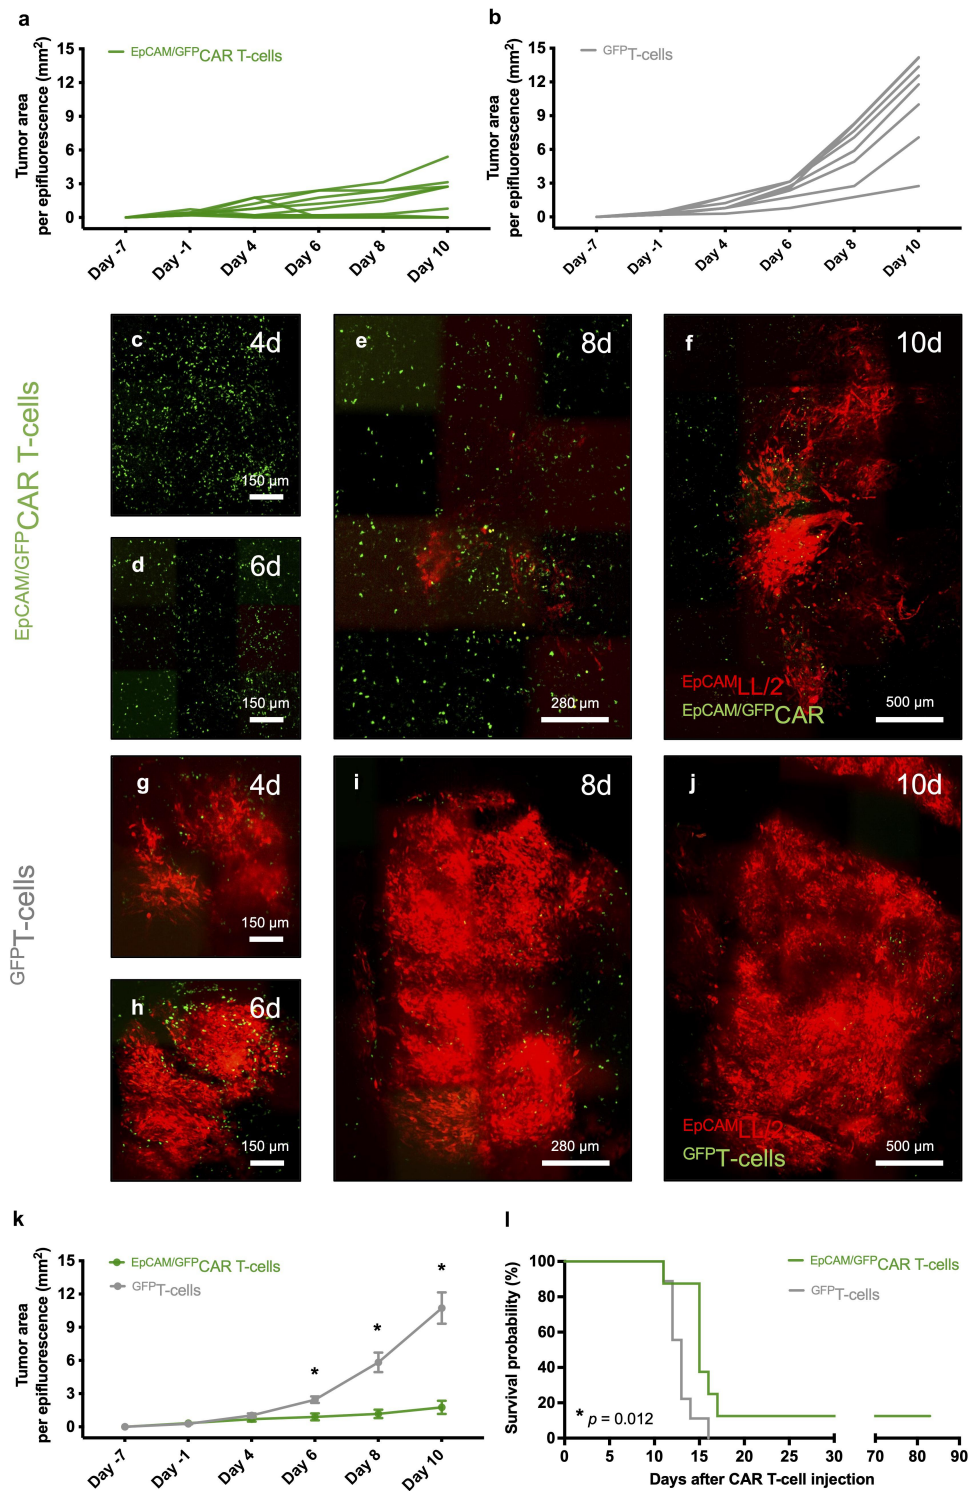 a
EpCAM/GFPCAR T-cells
Tumor area
per epifluorescence (mm2)
15
12
9
6
3
0
Day -7
Day -1
Day 4
Day 6
Day 8
Day 10
b
GFPT-cells
Tumor area
per epifluorescence (mm2)
15
12
9
6
3
0
Day -7
Day -1
Day 4
Day 6
Day 8
Day 10
EpCAM/GFPCAR T-cells
c
4d
150 µm
d
6d
150 µm
e
8d
280 µm
f
10d
EpCAMLL/2
EpCAM/GFPCAR
500 µm
GFPT-cells
g
4d
150 µm
h
6d
150 µm
i
8d
280 µm
j
10d
EpCAMLL/2
GFPT-cells
500 µm
k
EpCAM/GFPCAR T-cells
GFPT-cells
Tumor area
per epifluorescence (mm2)
15
12
9
6
3
0
*
*
*
Day -7
Day -1
Day 4
Day 6
Day 8
Day 10
l
EpCAM/GFPCAR T-cells
GFPT-cells
Survival probability (%)
100
80
60
40
20
0
* p = 0.012
0 5 10 15 20 25 30 70 80 90
Days after CAR T-cell injection